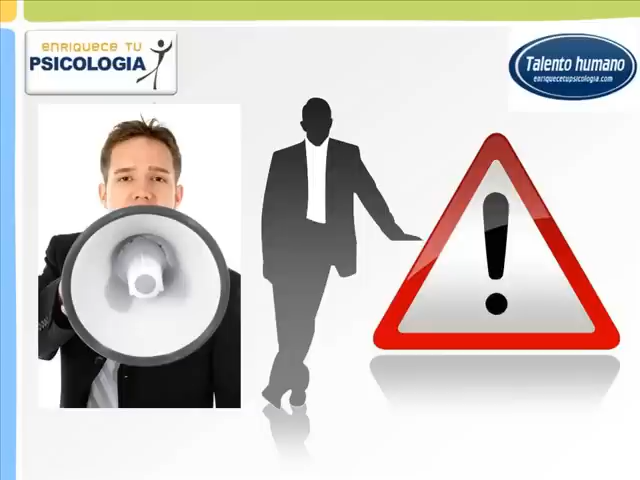 ENRIQUECE TU
PSICOLOGIA
Talento humano
enriquecetupsicologia.com
!